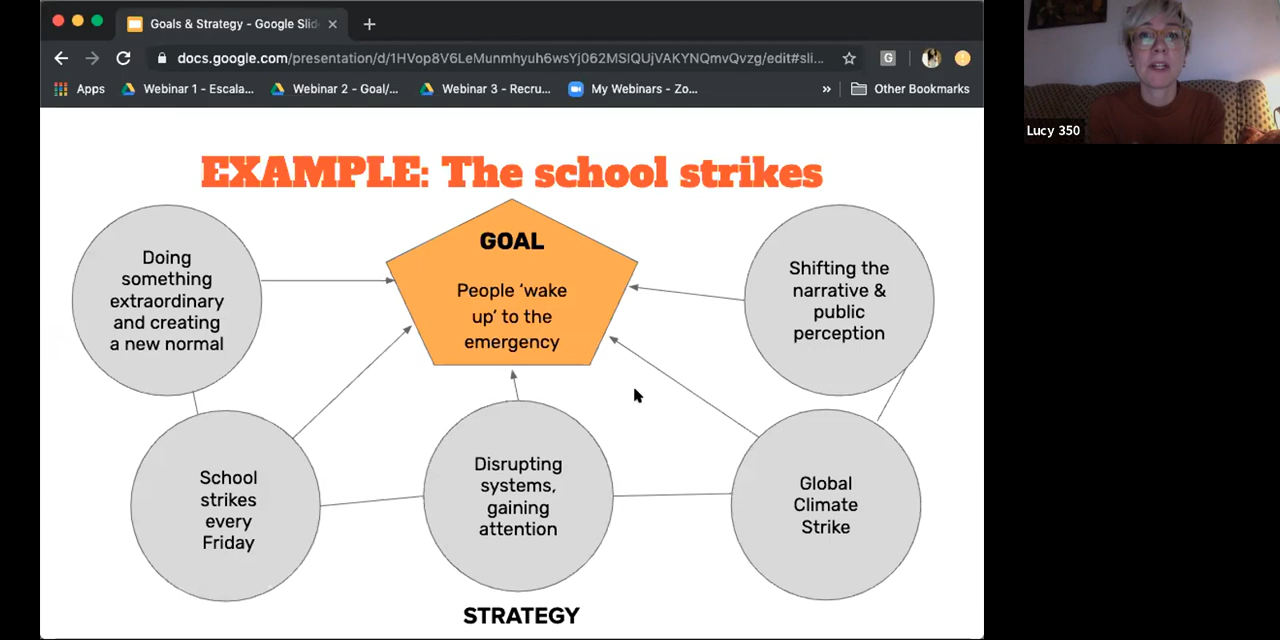 Goals & Strategy - Google Slid
docs.google.com/presentation/d/1HVop8V6LeMunmhyuh6wsYj062MSIQUjVAKYNQmvQvzg/edit#sli...
G
Apps
Webinar 1 - Escala...
Webinar 2 - Goal/...
Webinar 3 - Recru...
My Webinars - Zo...
»
Other Bookmarks
Lucy 350
EXAMPLE: The school strikes
Doing
something
extraordinary
and creating
a new normal
GOAL
People ‘wake
up’ to the
emergency
Shifting the
narrative &
public
perception
School
strikes
every
Friday
Disrupting
systems,
gaining
attention
Global
Climate
Strike
STRATEGY